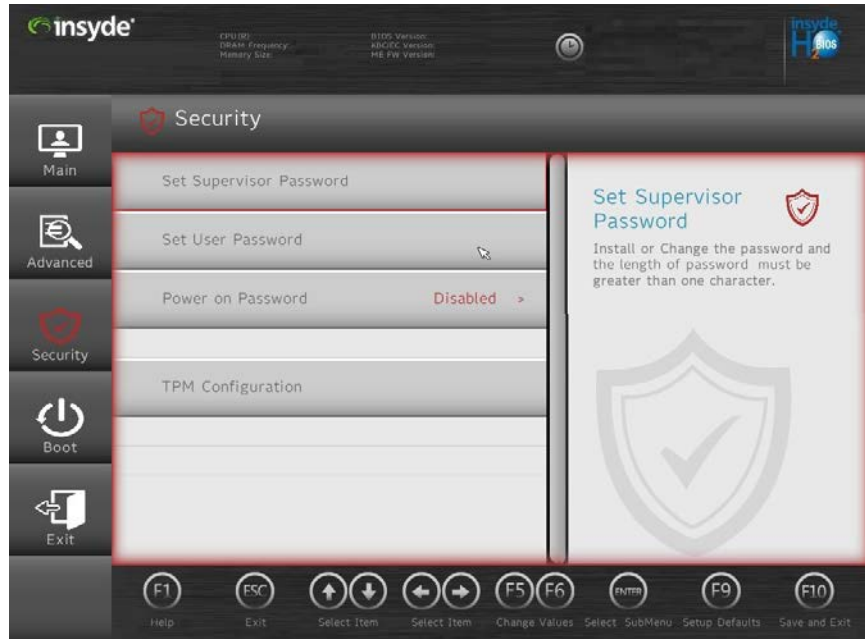 insyde®
CPU(R):
DRAM Frequency:
Memory Size:
BIOS Version:
KBC/EC Version:
ME FW Version:
insyde
H2
BIOS
Security
Main
Advanced
Security
Boot
Exit
Set Supervisor Password
Set User Password
Power on Password Disabled »
TPM Configuration
Set Supervisor
Password
Install or Change the password and
the length of password must be
greater than one character.
F1
Help
ESC
Exit
Select Item
Select Item
F5 F6
Change Values
ENTER
Select SubMenu
F9
Setup Defaults
F10
Save and Exit